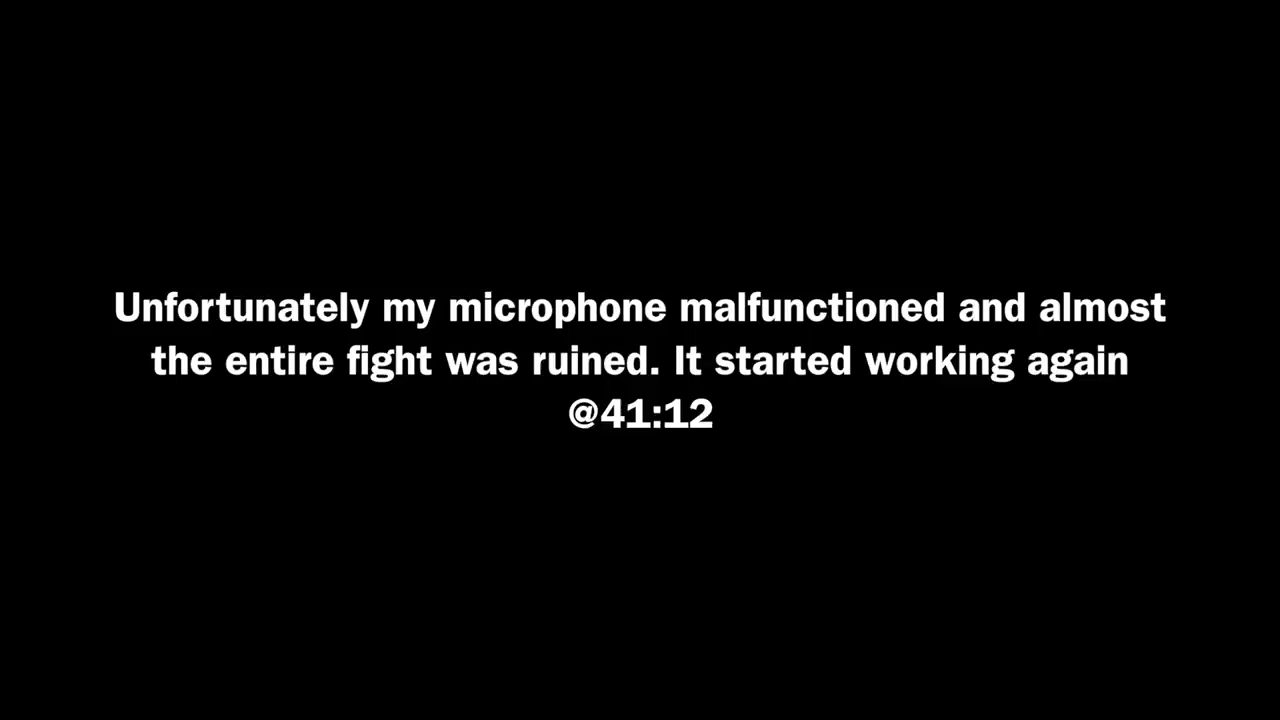 Unfortunately my microphone malfunctioned and almost
the entire fight was ruined. It started working again
@41:12